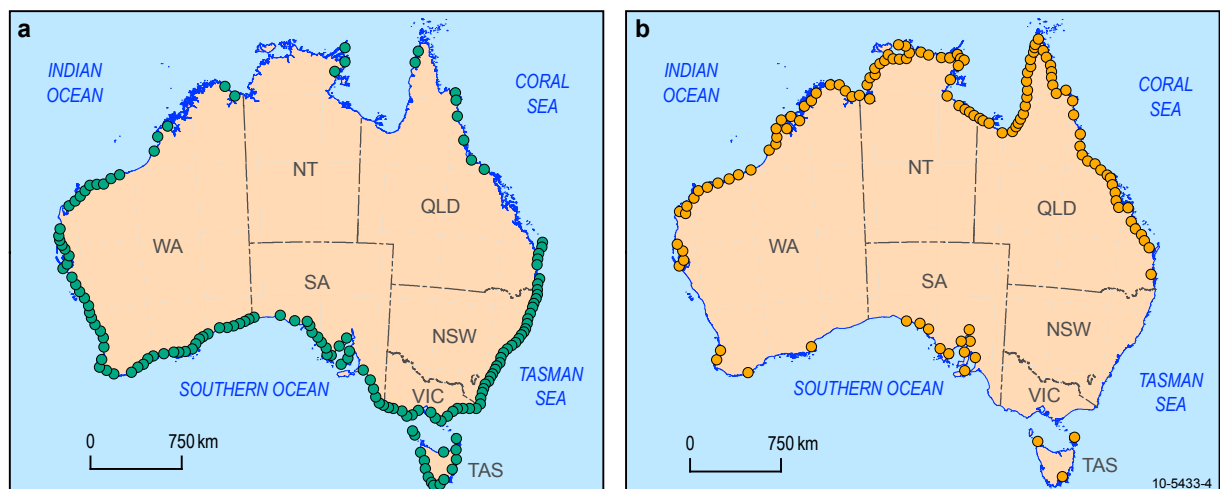 a
INDIAN
OCEAN
CORAL
SEA
NT
QLD
WA
SA
NSW
VIC
SOUTHERN OCEAN
TASMAN
SEA
0 750 km
TAS
b
INDIAN
OCEAN
CORAL
SEA
NT
QLD
WA
SA
NSW
VIC
SOUTHERN OCEAN
TASMAN
SEA
0 750 km
TAS
10-5433-4